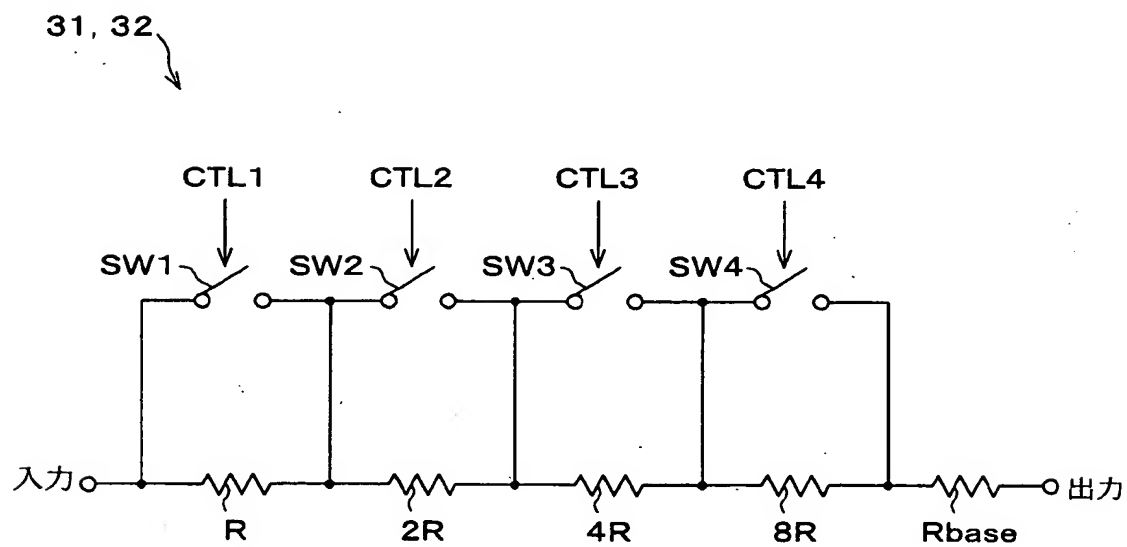 31, 32
CTL1 CTL2 CTL3 CTL4
SW1 SW2 SW3 SW4
入力 出力
R 2R 4R 8R Rbase